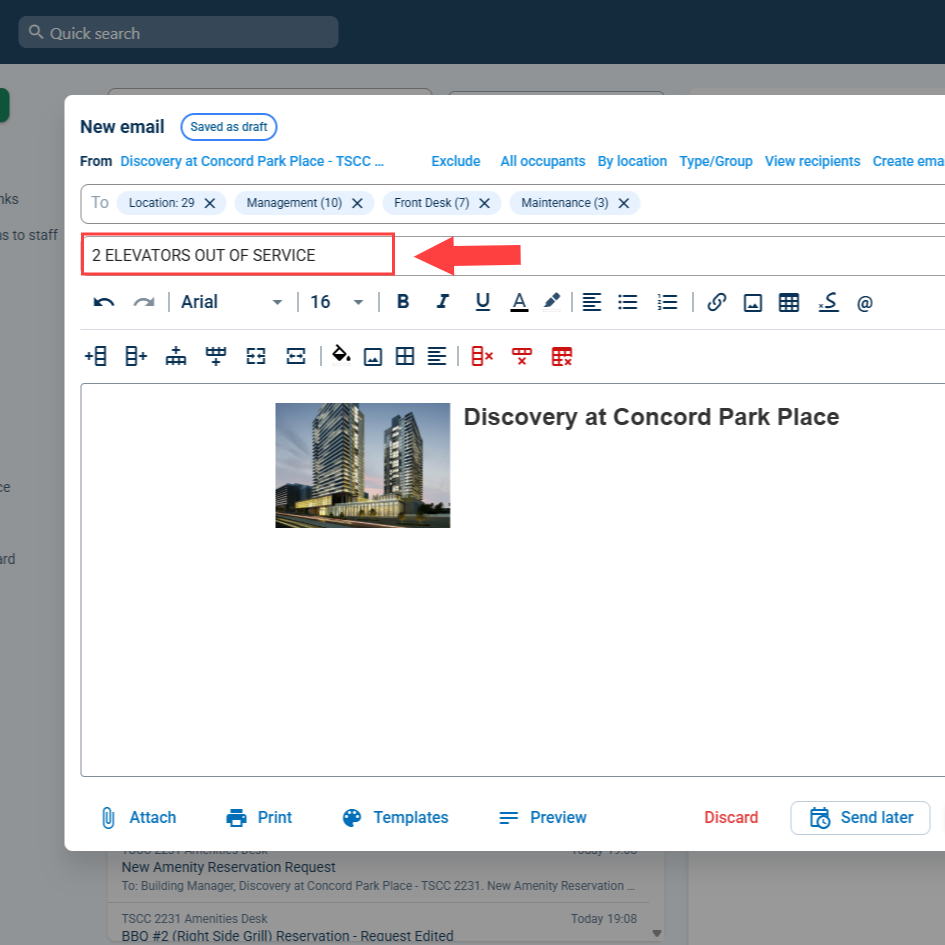 Quick search
New email Saved as draft
From Discovery at Concord Park Place - TSCC ... Exclude All occupants By location Type/Group View recipients Create ema
nks
To Location: 29 Management (10) Front Desk (7) Maintenance (3)
s to staff
2 ELEVATORS OUT OF SERVICE
Arial 16 B I U A S @
Discovery at Concord Park Place
ce
ard
Attach Print Templates Preview Discard Send later
TSCC 2231 Amenities Desk Today 19:08
New Amenity Reservation Request
To: Building Manager, Discovery at Concord Park Place - TSCC 2231. New Amenity Reservation ...
TSCC 2231 Amenities Desk Today 19:08
BBQ #2 (Right Side Grill) Reservation - Request Edited